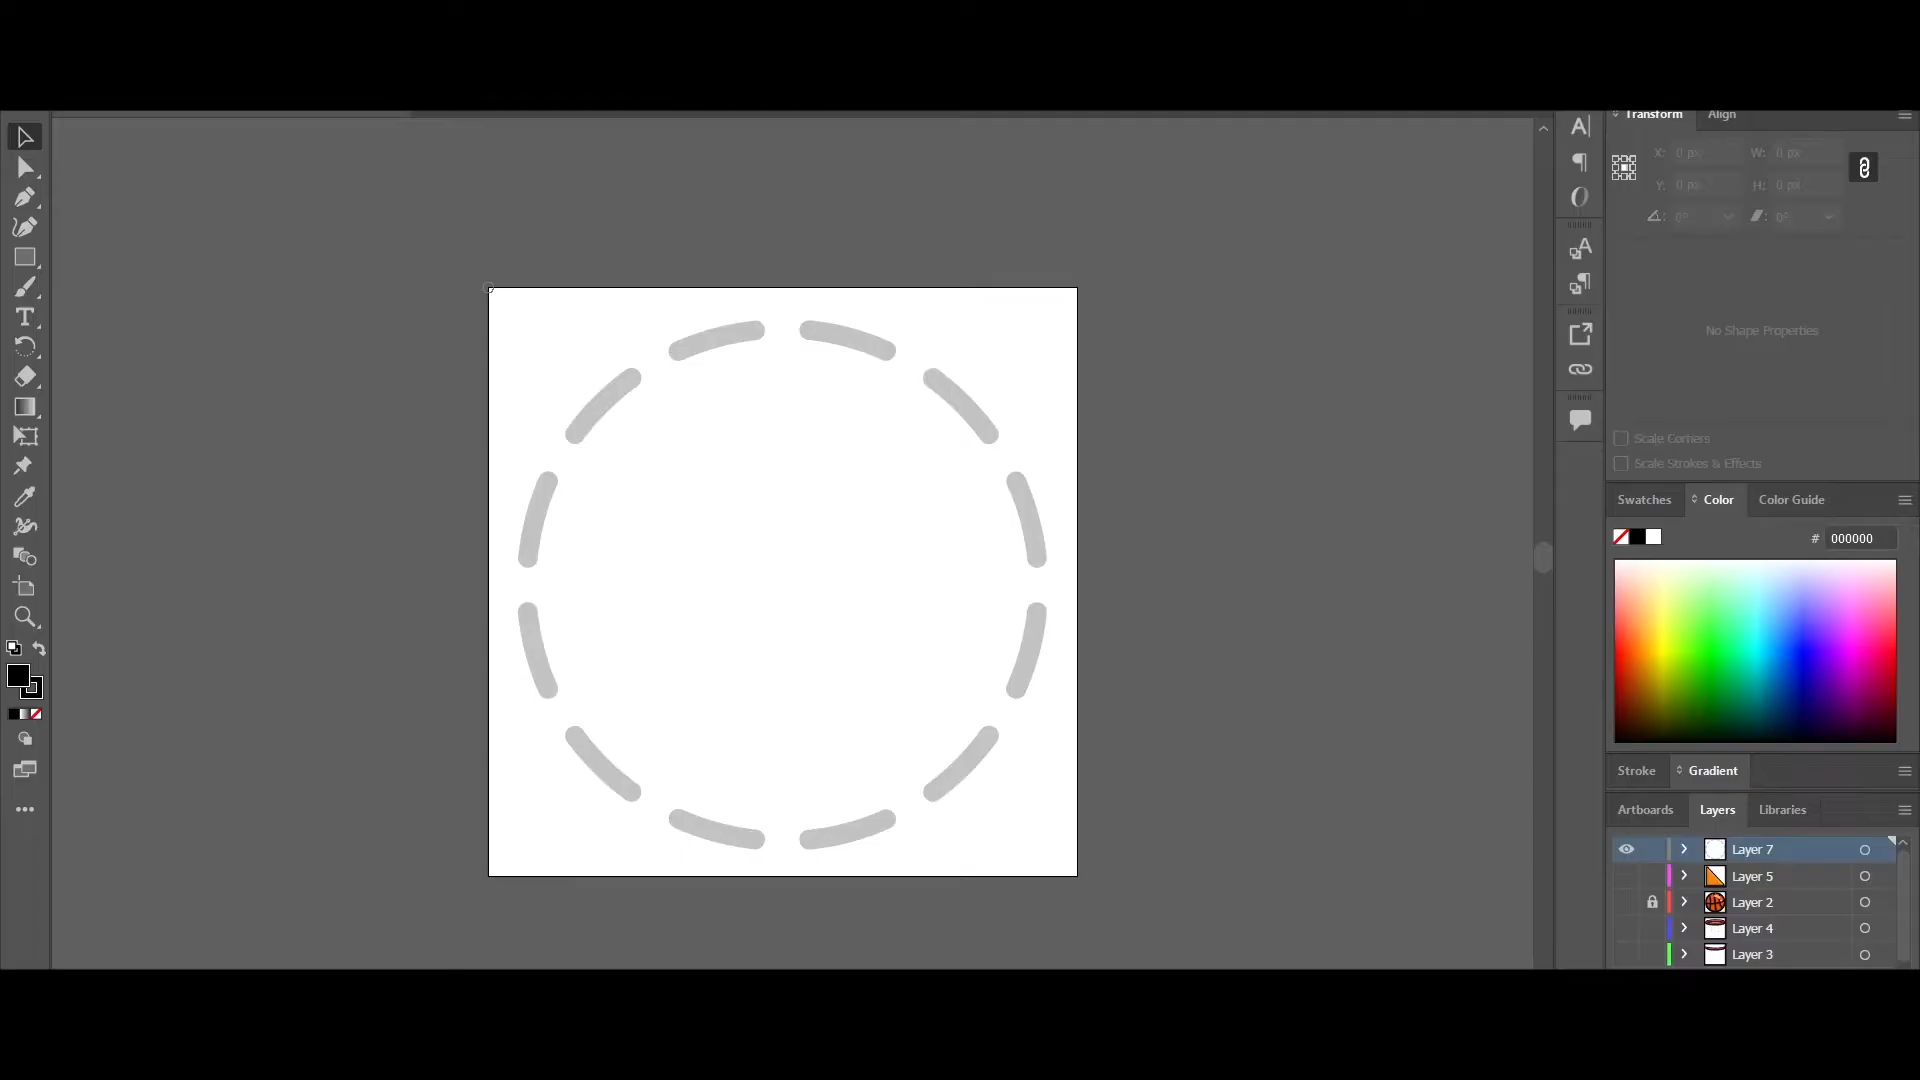 Transform Align
X: 0 px W: 0 px
Y: 0 px H: 0 px
0° 0°
No Shape Properties
Scale Corners
Scale Strokes & Effects
Swatches Color Color Guide
# 000000
Stroke Gradient
Artboards Layers Libraries
Layer 7
Layer 5
Layer 2
Layer 4
Layer 3